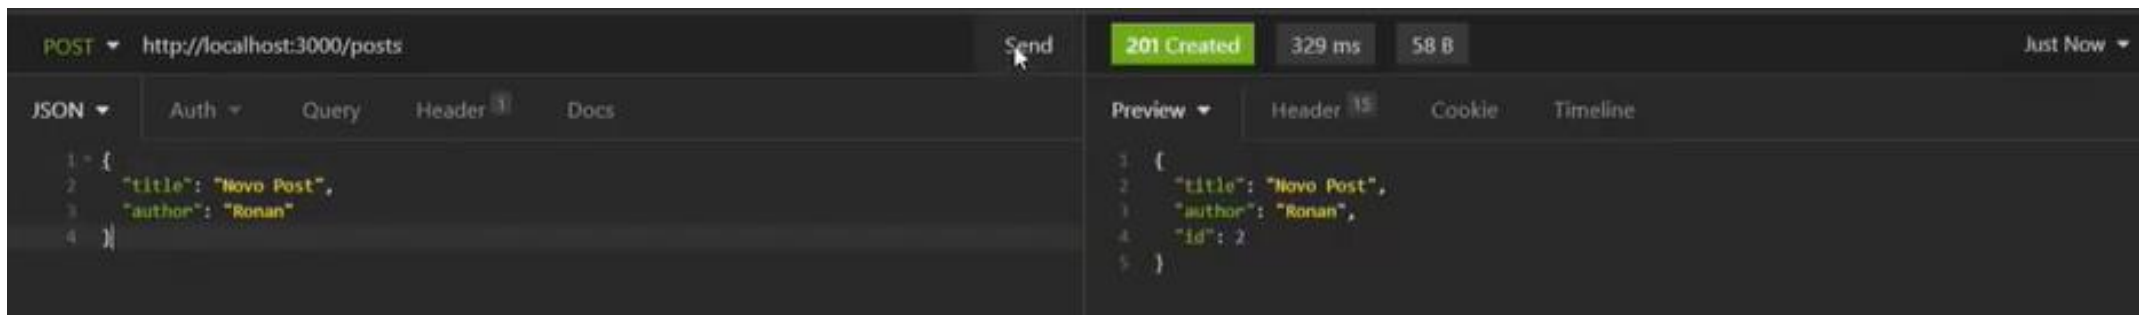 POST http://localhost:3000/posts Send
201 Created 329 ms 58 B Just Now
JSON Auth Query Header 1 Docs
Preview Header 15 Cookie Timeline
1 {
2 "title": "Novo Post",
3 "author": "Ronan"
4 }
1 {
2 "title": "Novo Post",
3 "author": "Ronan",
4 "id": 2
5 }